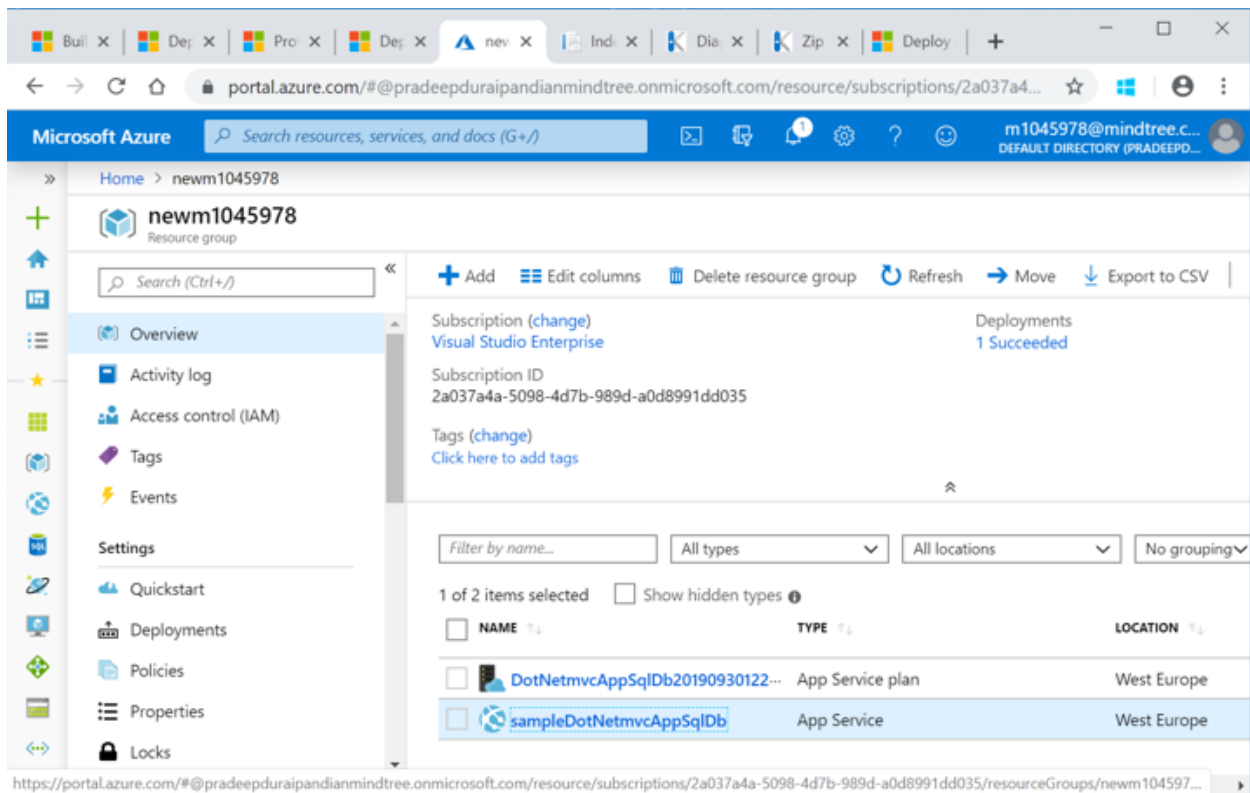 Buil
Dep
Pro
Dep
new
Ind
Dia
Zip
Deploy
portal.azure.com/#@pradeepduraipandianmindtree.onmicrosoft.com/resource/subscriptions/2a037a4...
Microsoft Azure
Search resources, services, and docs (G+/)
1
m1045978@mindtree.c...
DEFAULT DIRECTORY (PRADEEPD...
Home > newm1045978
newm1045978
Resource group
Search (Ctrl+/)
Overview
Activity log
Access control (IAM)
Tags
Events
Settings
Quickstart
Deployments
Policies
Properties
Locks
Add Edit columns Delete resource group Refresh Move Export to CSV
Subscription (change)
Visual Studio Enterprise
Deployments
1 Succeeded
Subscription ID
2a037a4a-5098-4d7b-989d-a0d8991dd035
Tags (change)
Click here to add tags
Filter by name... All types All locations No grouping
1 of 2 items selected Show hidden types
NAME TYPE LOCATION
DotNetmvcAppSqlDb20190930122... App Service plan West Europe
sampleDotNetmvcAppSqlDb App Service West Europe
SQL
https://portal.azure.com/#@pradeepduraipandianmindtree.onmicrosoft.com/resource/subscriptions/2a037a4a-5098-4d7b-989d-a0d8991dd035/resourceGroups/newm104597...